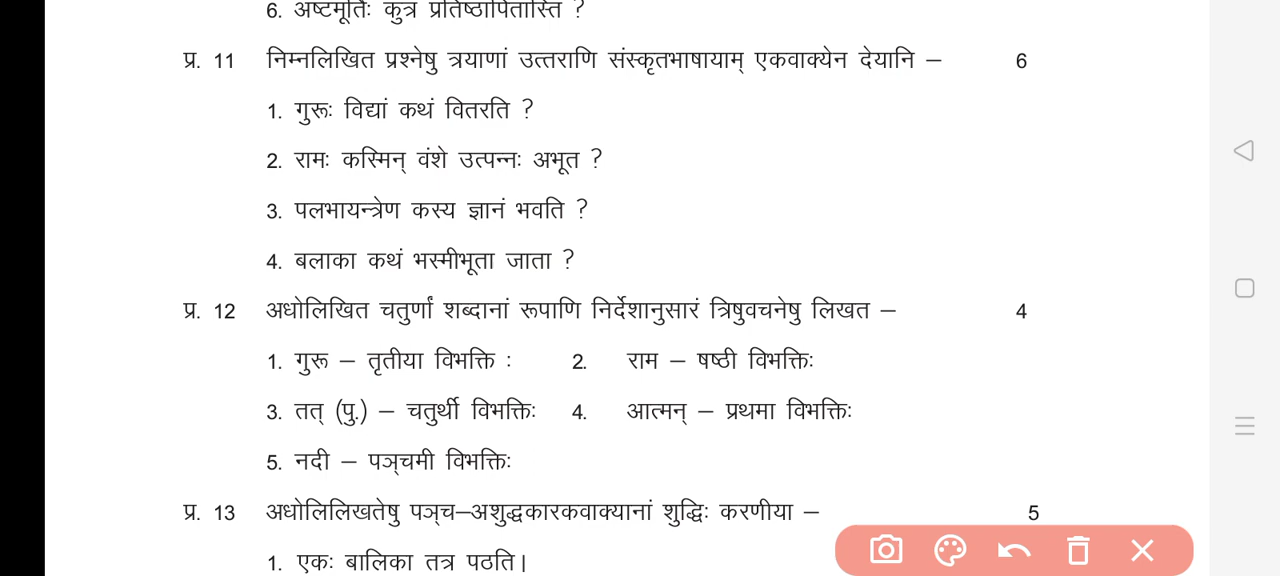 6. अष्टमूर्तिः कुत्र प्रतिष्ठापितास्ति ?
प्र. 11 निम्नलिखित प्रश्नेषु त्रयाणां उत्तराणि संस्कृतभाषायाम् एकवाक्येन देयानि – 6
1. गुरूः विद्यां कथं वितरति ?
2. रामः कस्मिन् वंशे उत्पन्नः अभूत ?
3. पलभायन्त्रेण कस्य ज्ञानं भवति ?
4. बलाका कथं भस्मीभूता जाता ?
प्र. 12 अधोलिखित चतुर्णां शब्दानां रूपाणि निर्देशानुसारं त्रिषुवचनेषु लिखत – 4
1. गुरू – तृतीया विभक्ति : 2. राम – षष्ठी विभक्तिः
3. तत् (पु.) – चतुर्थी विभक्तिः 4. आत्मन् – प्रथमा विभक्तिः
5. नदी – पञ्चमी विभक्तिः
प्र. 13 अधोलिलिखतेषु पञ्च–अशुद्धकारकवाक्यानां शुद्धिः करणीया – 5
1. एकः बालिका तत्र पठति।